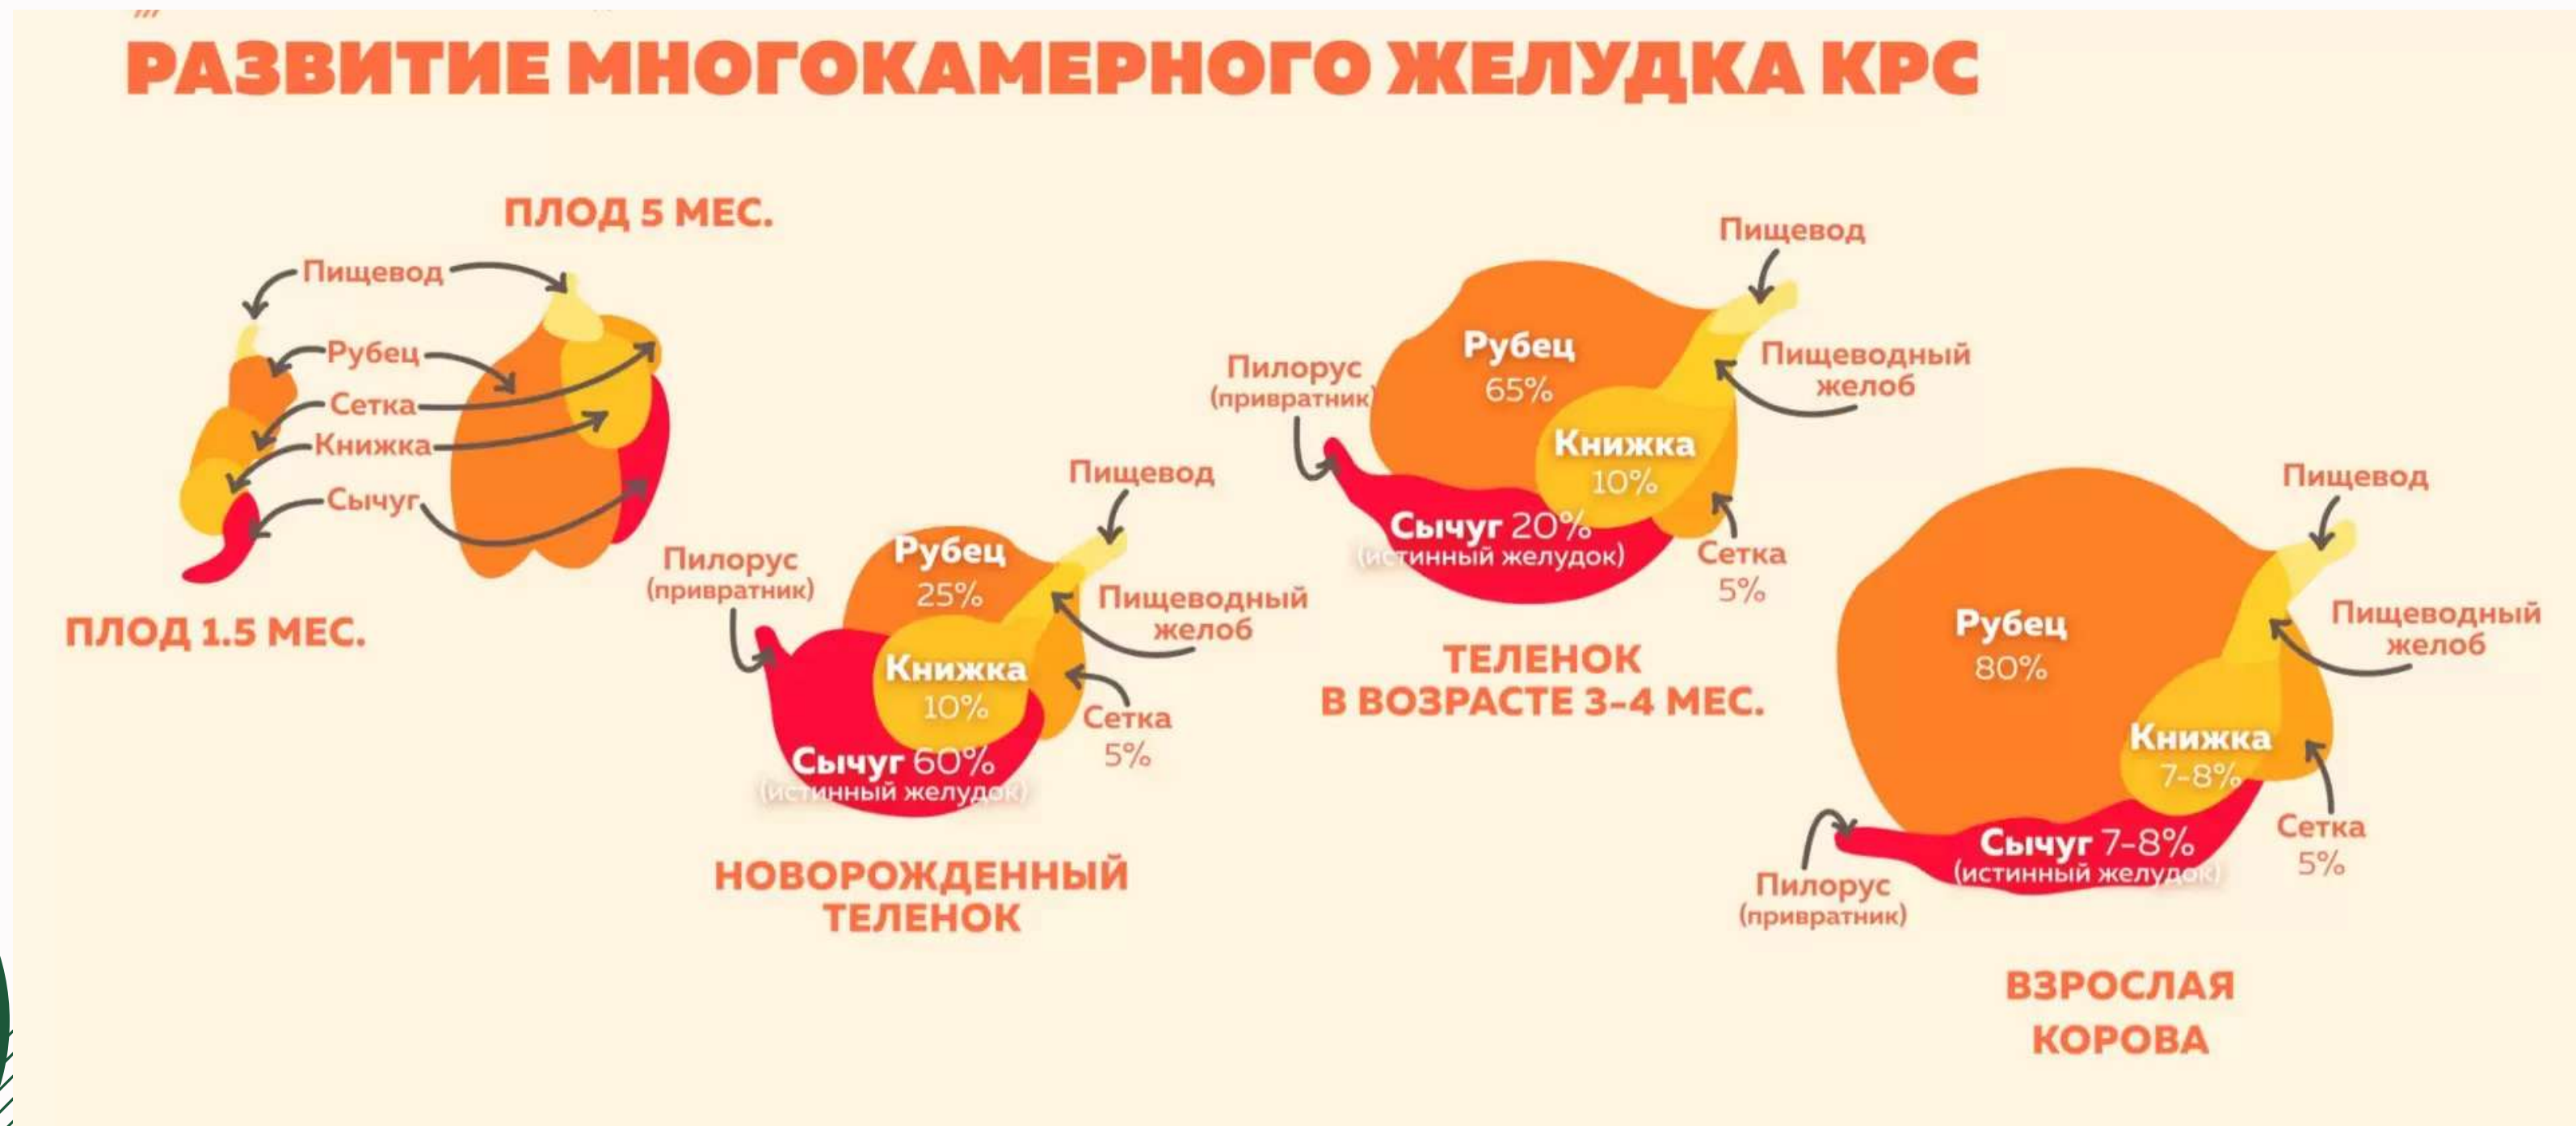 РАЗВИТИЕ МНОГОКАМЕРНОГО ЖЕЛУДКА КРС
ПЛОД 5 МЕС.
Пищевод
Рубец
Сетка
Книжка
Сычуг
ПЛОД 1.5 МЕС.
Пилорус
(привратник)
Рубец
25%
Пищевод
Пищеводный
желоб
Книжка
10%
Сетка
5%
Сычуг 60%
(истинный желудок)
НОВОРОЖДЕННЫЙ
ТЕЛЕНОК
Пищевод
Рубец
65%
Пищеводный
желоб
Пилорус
(привратник)
Книжка
10%
Сычуг 20%
(истинный желудок)
Сетка
5%
ТЕЛЕНОК
В ВОЗРАСТЕ 3-4 МЕС.
Пищевод
Рубец
80%
Пищеводный
желоб
Книжка
7-8%
Сычуг 7-8%
(истинный желудок)
Сетка
5%
Пилорус
(привратник)
ВЗРОСЛАЯ
КОРОВА